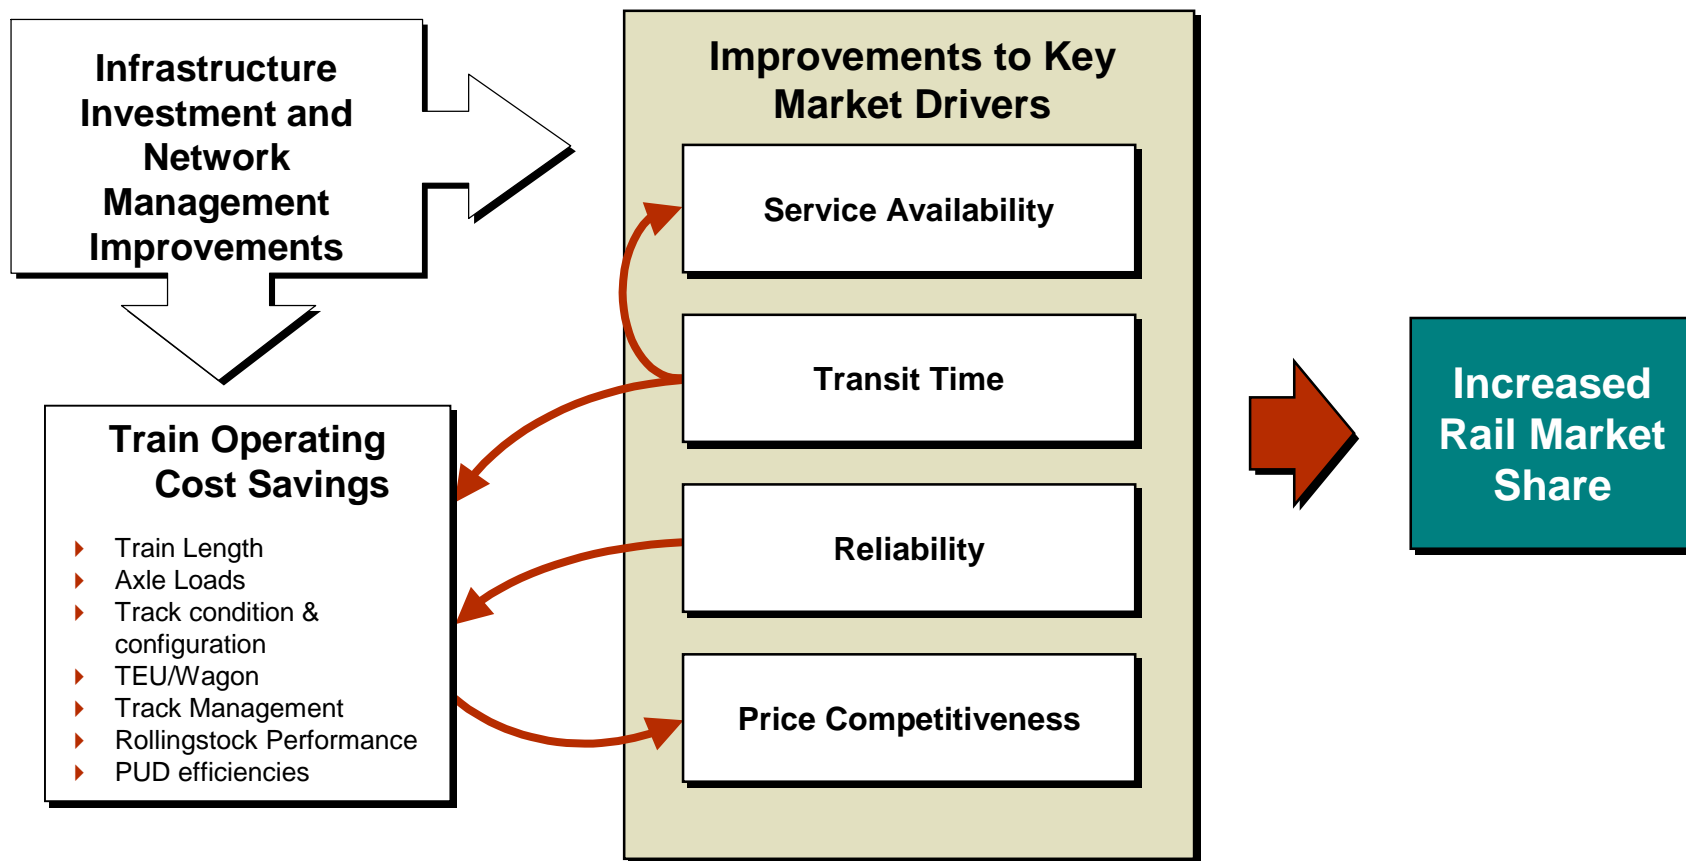 Infrastructure
Investment and
Network
Management
Improvements
Train Operating
Cost Savings
Train Length
Axle Loads
Track condition &
configuration
TEU/Wagon
Track Management
Rollingstock Performance
PUD efficiencies
Improvements to Key
Market Drivers
Service Availability
Transit Time
Reliability
Price Competitiveness
Increased
Rail Market
Share